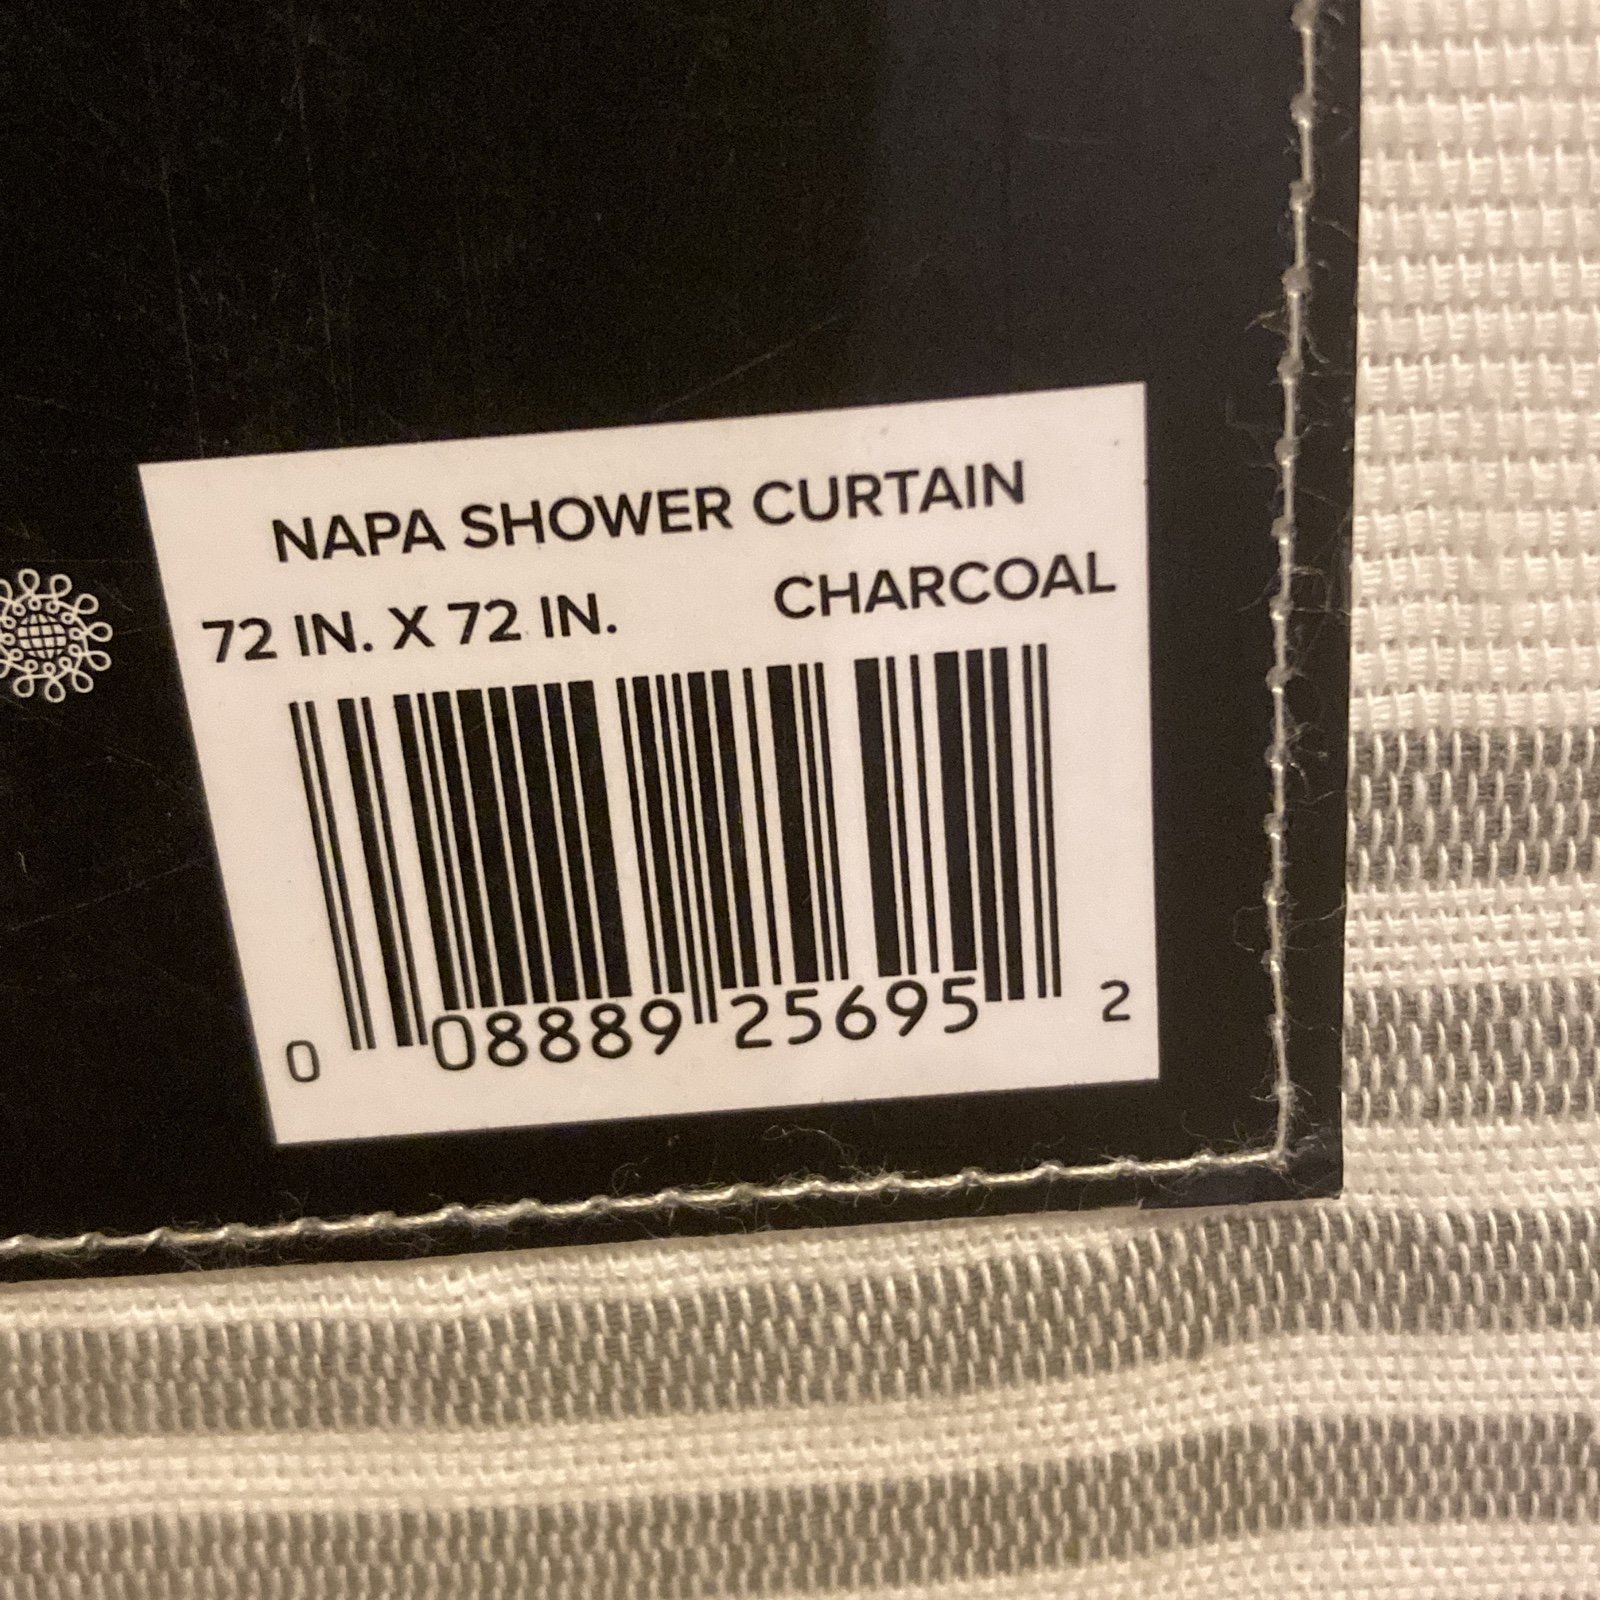 NAPA SHOWER CURTAIN
72 IN. X 72 IN. CHARCOAL
0 08889 25695 2